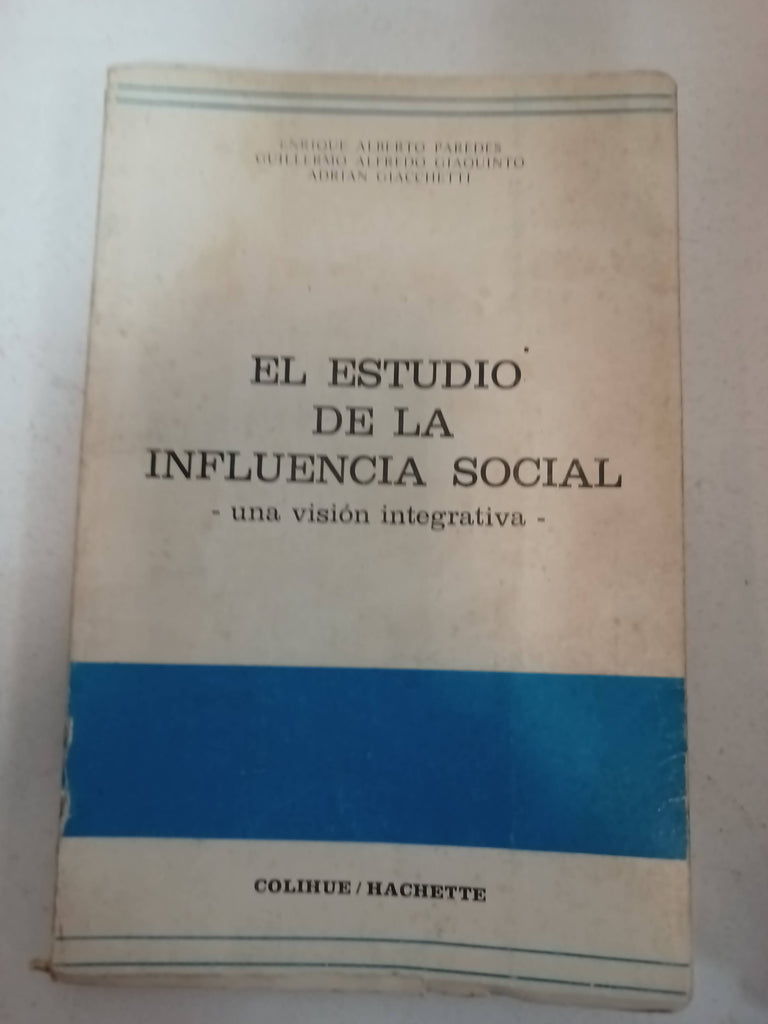 ENRIQUE ALBERTO PAREDES
GUILLERMO ALFREDO GIAQUINTO
ADRIAN GIACCHETTI
EL ESTUDIO
DE LA
INFLUENCIA SOCIAL
- una visión integrativa -
COLIHUE / HACHETTE